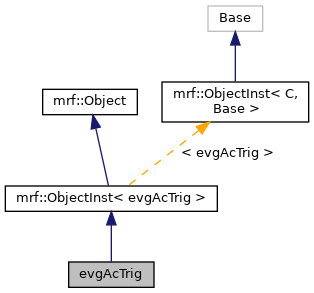 Base
mrf::ObjectInst< C,
Base >
mrf::Object
< evgAcTrig >
mrf::ObjectInst< evgAcTrig >
evgAcTrig